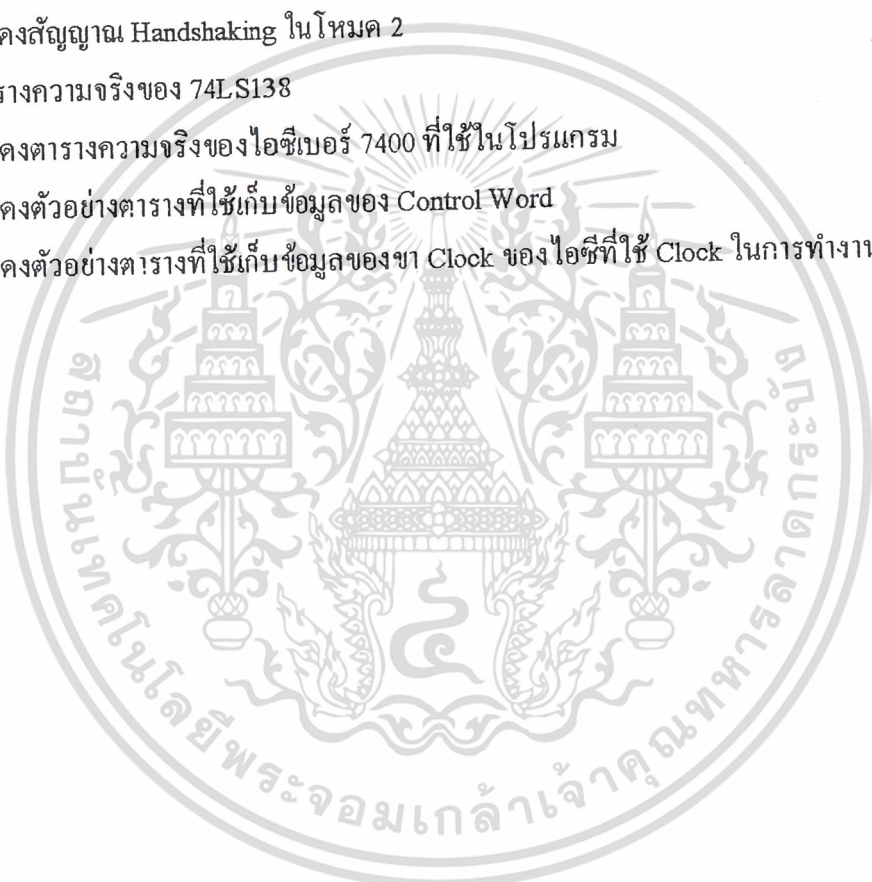 ดงสัญญาณ Handshaking ในโหมด 2
รางความจริงของ 74LS138
ดงตารางความจริงของไอซีเบอร์ 7400 ที่ใช้ในโปรแกรม
ดงตัวอย่างตารางที่ใช้เก็บข้อมูลของ Control Word
ดงตัวอย่างตารางที่ใช้เก็บข้อมูลของขา Clock ของไอซีที่ใช้ Clock ในการทำงาน
สถาบันเทคโนโลยีพระจอมเกล้าเจ้าคุณทหารลาดกระบัง
๔